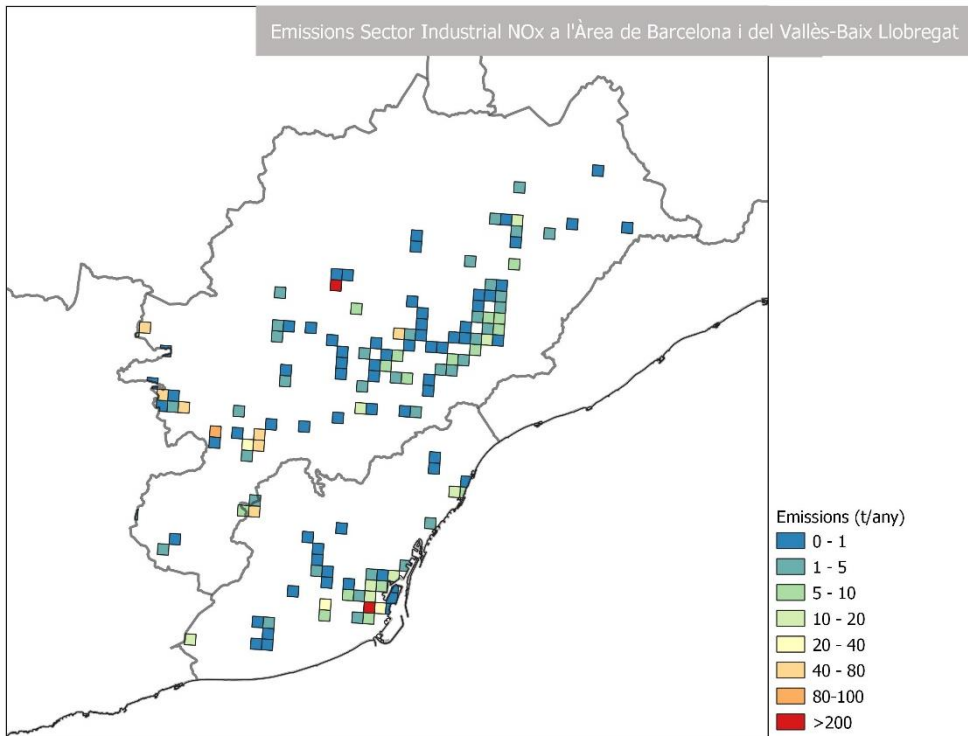 Emissions Sector Industrial NOx a l'Àrea de Barcelona i del Vallès-Baix Llobregat
Emissions (t/any)
0 - 1
1 - 5
5 - 10
10 - 20
20 - 40
40 - 80
80-100
>200